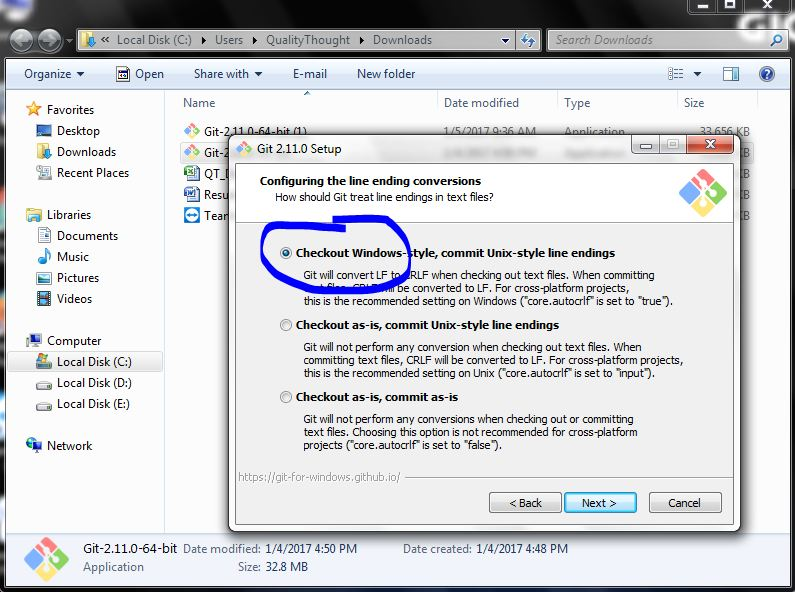 « Local Disk (C:) Users QualityThought Downloads
Search Downloads
Organize Open Share with E-mail New folder
Name Date modified Type Size
Favorites
Desktop
Downloads
Recent Places
Libraries
Documents
Music
Pictures
Videos
Computer
Local Disk (C:)
Local Disk (D:)
Local Disk (E:)
Network
Git-2.11.0-64-bit (1) 1/5/2017 9:36 AM Application 33,656 KB
Git-2
KB
QT_D
KB
Resu
KB
Team
KB
Git 2.11.0 Setup
Configuring the line ending conversions
How should Git treat line endings in text files?
Checkout Windows-style, commit Unix-style line endings
Git will convert LF to CRLF when checking out text files. When committing
text files, CRLF will be converted to LF. For cross-platform projects,
this is the recommended setting on Windows ("core.autocrlf" is set to "true").
Checkout as-is, commit Unix-style line endings
Git will not perform any conversion when checking out text files. When
committing text files, CRLF will be converted to LF. For cross-platform projects,
this is the recommended setting on Unix ("core.autocrlf" is set to "input").
Checkout as-is, commit as-is
Git will not perform any conversions when checking out or committing
text files. Choosing this option is not recommended for cross-platform
projects ("core.autocrlf" is set to "false").
https://git-for-windows.github.io/
< Back Next > Cancel
Git-2.11.0-64-bit Date modified: 1/4/2017 4:50 PM Date created: 1/4/2017 4:48 PM
Application Size: 32.8 MB